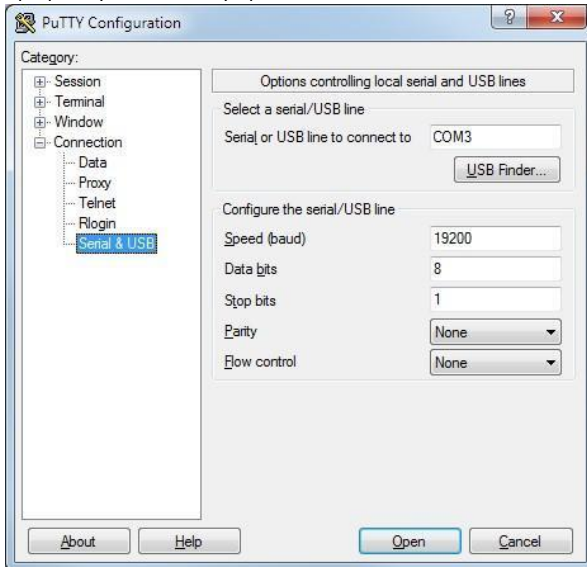 PuTTY Configuration
Category:
Session
Terminal
Window
Connection
Data
Proxy
Telnet
Rlogin
Serial & USB
Options controlling local serial and USB lines
Select a serial/USB line
Serial or USB line to connect to COM3
USB Finder...
Configure the serial/USB line
Speed (baud) 19200
Data bits 8
Stop bits 1
Parity None
Flow control None
About Help Open Cancel